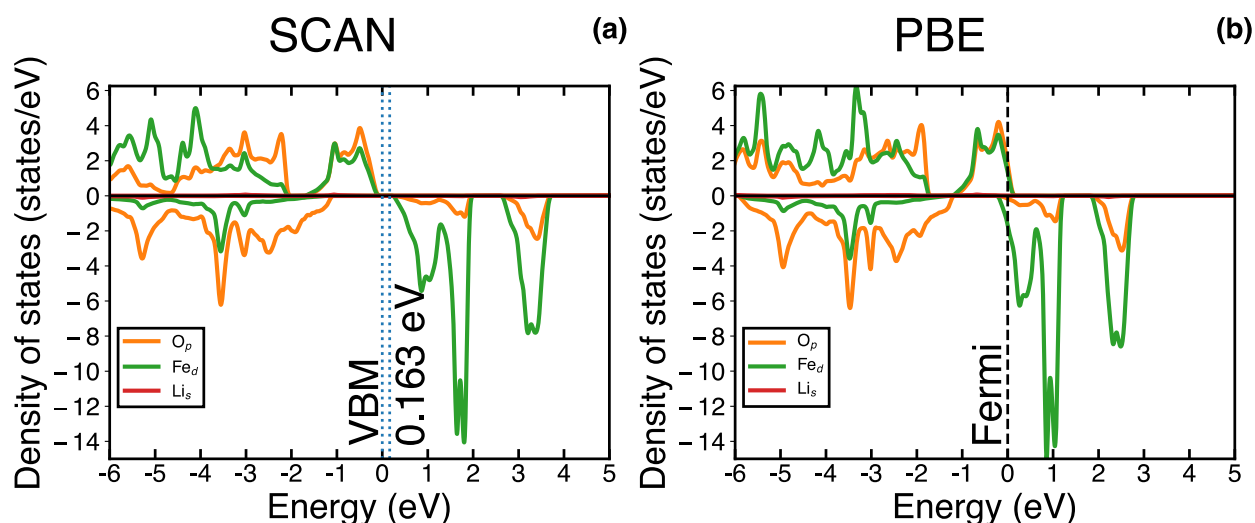 SCAN
(a)
Density of states (states/eV)
6
4
2
0
−2
−4
−6
−8
−10
−12
−14
O_p
Fe_d
Li_s
VBM
0.163 eV
-6 -5 -4 -3 -2 -1 0 1 2 3 4 5
Energy (eV)
PBE
(b)
Density of states (states/eV)
6
4
2
0
−2
−4
−6
−8
−10
−12
−14
O_p
Fe_d
Li_s
Fermi
-6 -5 -4 -3 -2 -1 0 1 2 3 4 5
Energy (eV)